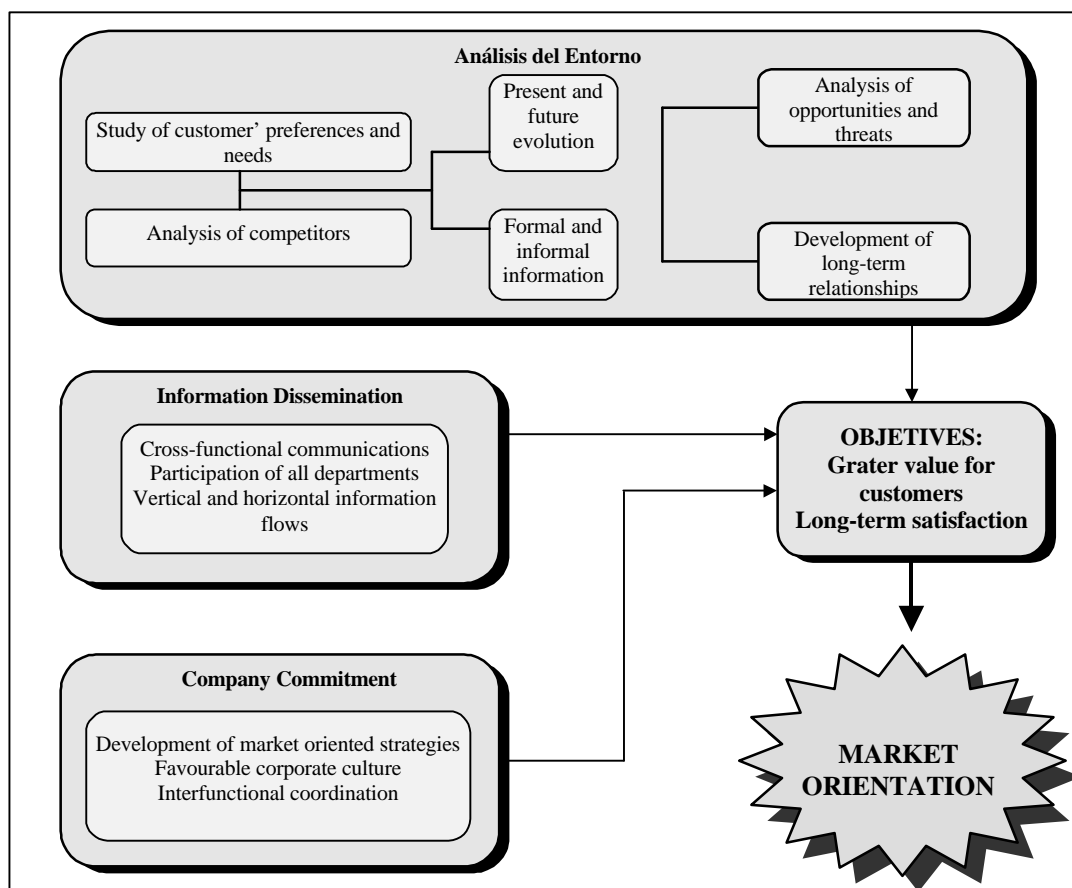 Análisis del Entorno
Study of customer' preferences and
needs
Analysis of competitors
Present and
future
evolution
Formal and
informal
information
Analysis of
opportunities and
threats
Development of
long-term
relationships
Information Dissemination
Cross-functional communications
Participation of all departments
Vertical and horizontal information
flows
Company Commitment
Development of market oriented strategies
Favourable corporate culture
Interfunctional coordination
OBJETIVES:
Grater value for
customers
Long-term satisfaction
MARKET
ORIENTATION